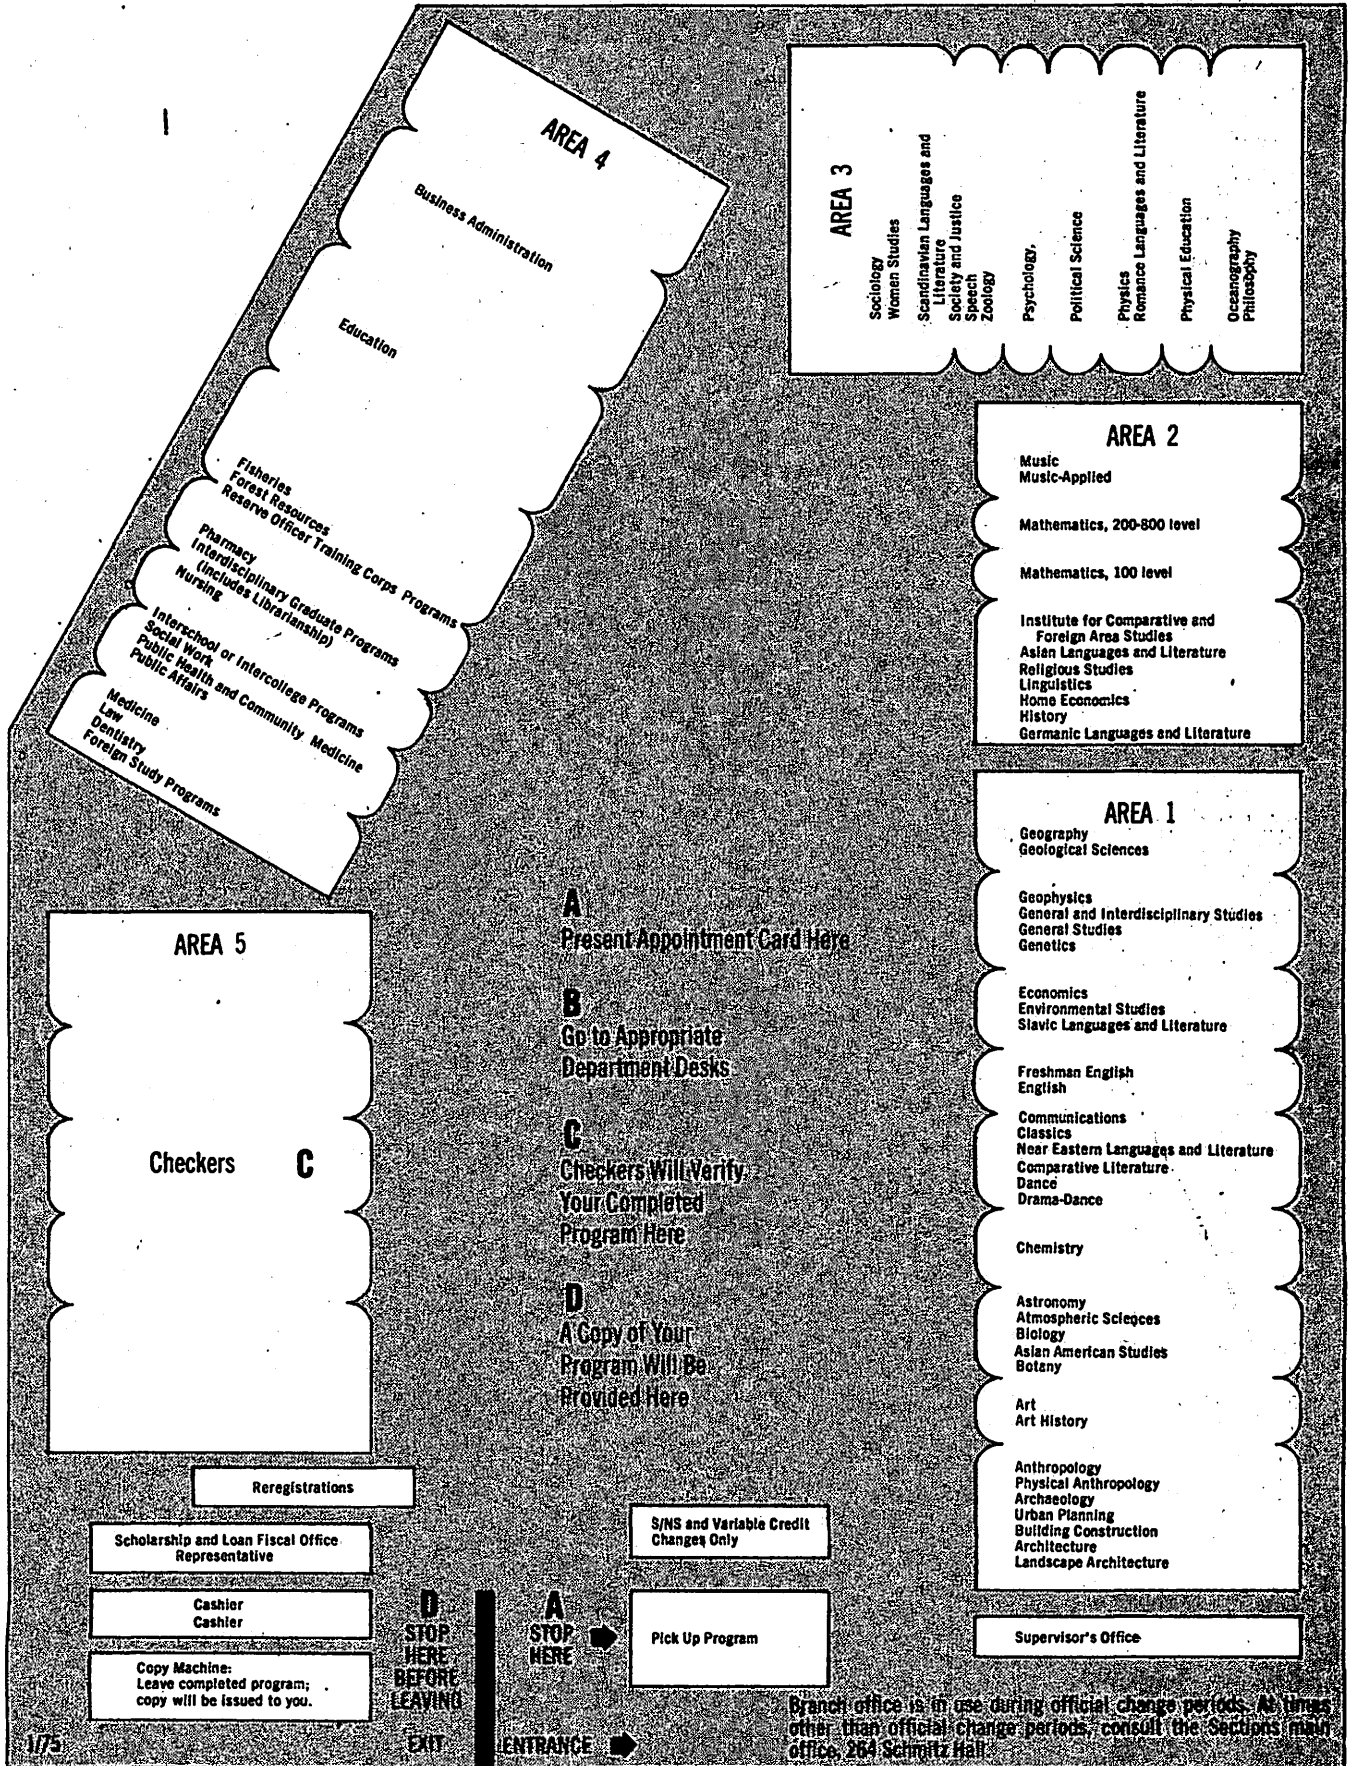 AREA 4
Business Administration
Education
Fisheries
Forest Resources
Reserve Officer Training Corps Programs
Pharmacy
Interdisciplinary Graduate Programs
(includes Librarianship)
Nursing
Interschool or Intercollege Programs
Social Work
Public Health and Community Medicine
Public Affairs
Medicine
Law
Dentistry
Foreign Study Programs
AREA 3
Sociology
Women Studies
Scandinavian Languages and
Literature
Society and Justice
Speech
Zoology
Psychology,
Political Science
Physics
Romance Languages and Literature
Physical Education
Oceanography
Philosophy
AREA 2
Music
Music-Applied
Mathematics, 200-800 level
Mathematics, 100 level
Institute for Comparative and
Foreign Area Studies
Asian Languages and Literature
Religious Studies
Linguistics
Home Economics
History
Germanic Languages and Literature
AREA 1
Geography
Geological Sciences
Geophysics
General and Interdisciplinary Studies
General Studies
Genetics
Economics
Environmental Studies
Slavic Languages and Literature
Freshman English
English
Communications
Classics
Near Eastern Languages and Literature
Comparative Literature
Dance
Drama-Dance
Chemistry
Astronomy
Atmospheric Sciences
Biology
Asian American Studies
Botany
Art
Art History
Anthropology
Physical Anthropology
Archaeology
Urban Planning
Building Construction
Architecture
Landscape Architecture
Supervisor's Office
A
Present Appointment Card Here
B
Go to Appropriate
Department Desks
C
Checkers Will Verify
Your Completed
Program Here
D
A Copy of Your
Program Will Be
Provided Here
AREA 5
Checkers C
Reregistrations
Scholarship and Loan Fiscal Office
Representative
Cashier
Cashier
Copy Machine:
Leave completed program;
copy will be issued to you.
D
STOP
HERE
BEFORE
LEAVING
EXIT
A
STOP
HERE
ENTRANCE
S/NS and Variable Credit
Changes Only
Pick Up Program
Branch office is in use during official change periods. At times
other than official change periods, consult the Sections main
office, 264 Schmitz Hall.
1/75